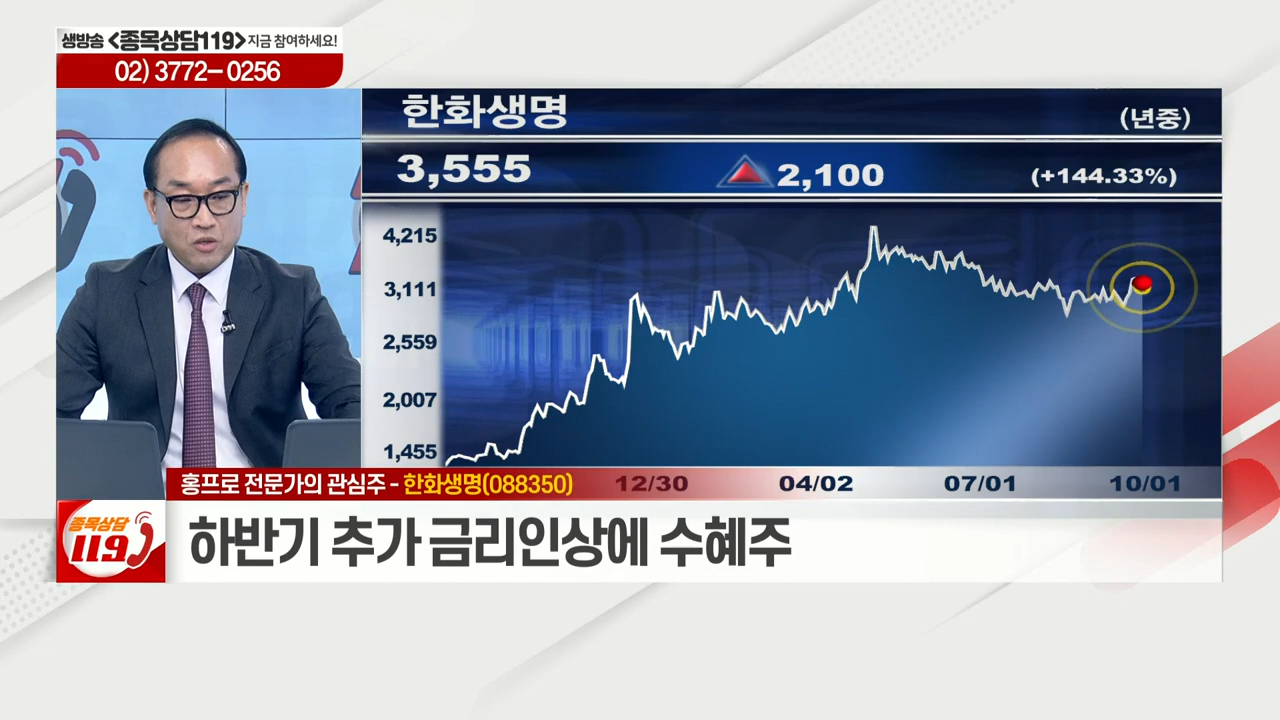 생방송 <종목상담119> 지금 참여하세요!
02) 3772-0256
한화생명
(년중)
3,555
2,100
(+144.33%)
4,215
3,111
2,559
2,007
1,455
12/30
04/02
07/01
10/01
홍프로 전문가의 관심주 - 한화생명(088350)
종목상담
119
하반기 추가 금리인상에 수혜주